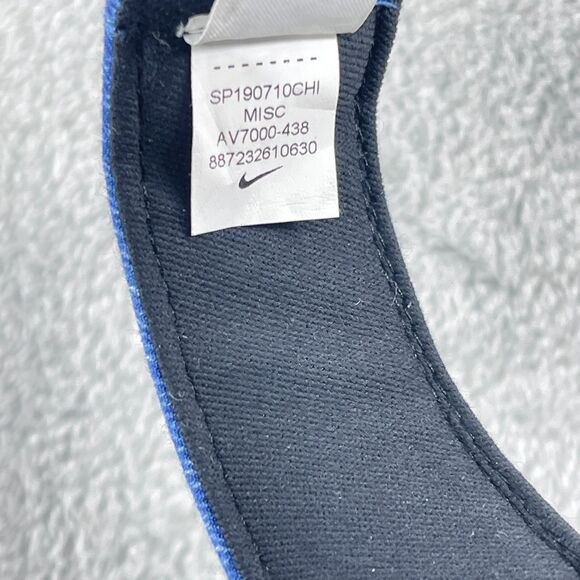 --------
SP190710CHI
MISC
AV7000-438
887232610630